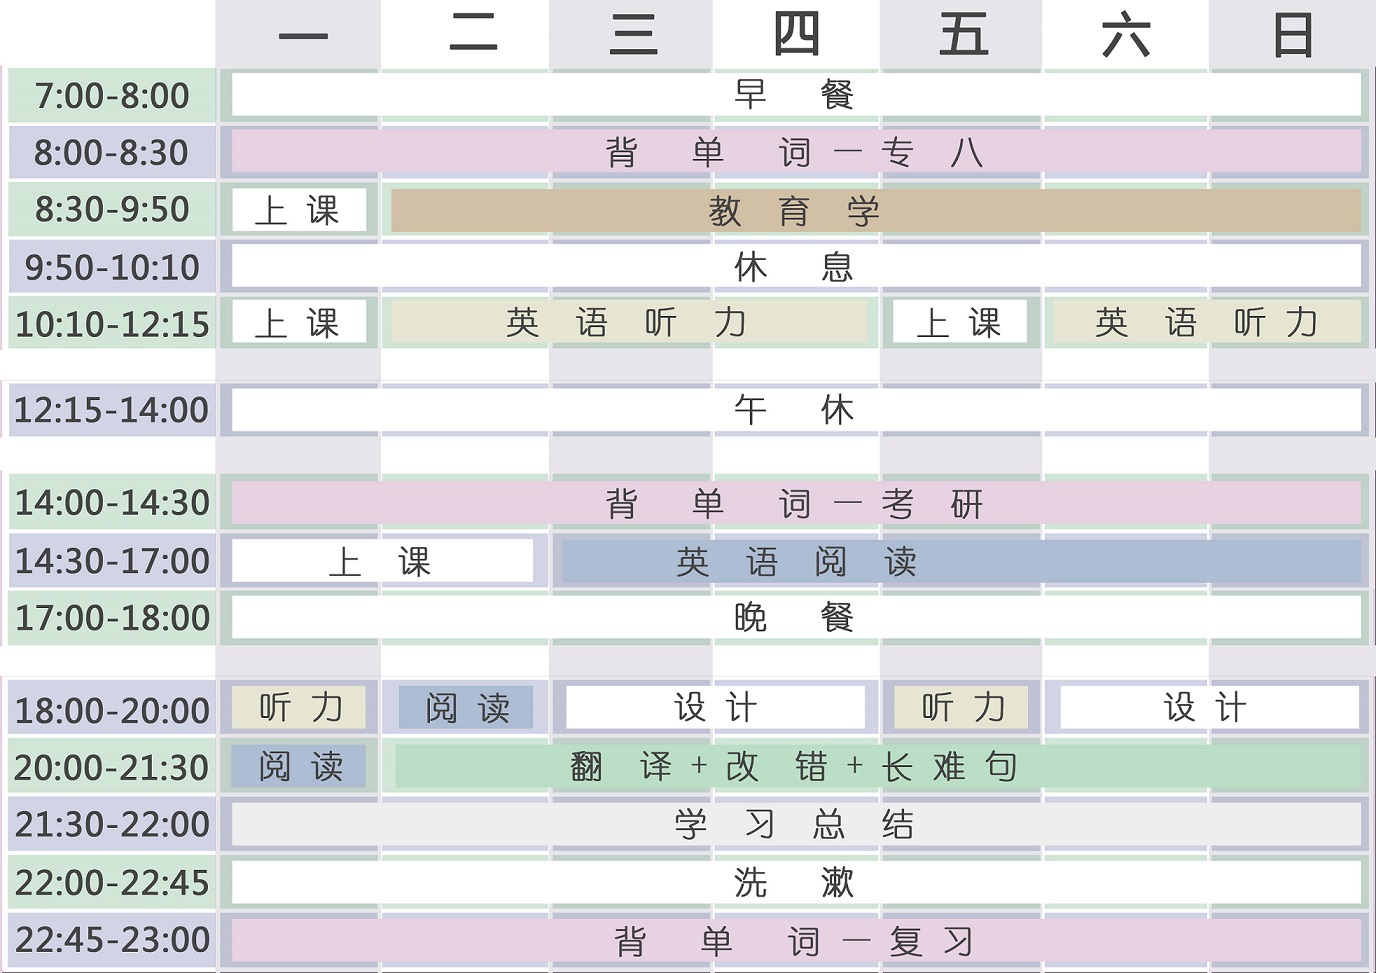 一 二 三 四 五 六 日
7:00-8:00 早 餐
8:00-8:30 背 单 词 — 专 八
8:30-9:50 上 课 教 育 学
9:50-10:10 休 息
10:10-12:15 上 课 英 语 听 力 上 课 英 语 听 力
12:15-14:00 午 休
14:00-14:30 背 单 词 — 考 研
14:30-17:00 上 课 英 语 阅 读
17:00-18:00 晚 餐
18:00-20:00 听 力 阅 读 设 计 听 力 设 计
20:00-21:30 阅 读 翻 译 + 改 错 + 长 难 句
21:30-22:00 学 习 总 结
22:00-22:45 洗 漱
22:45-23:00 背 单 词 — 复 习